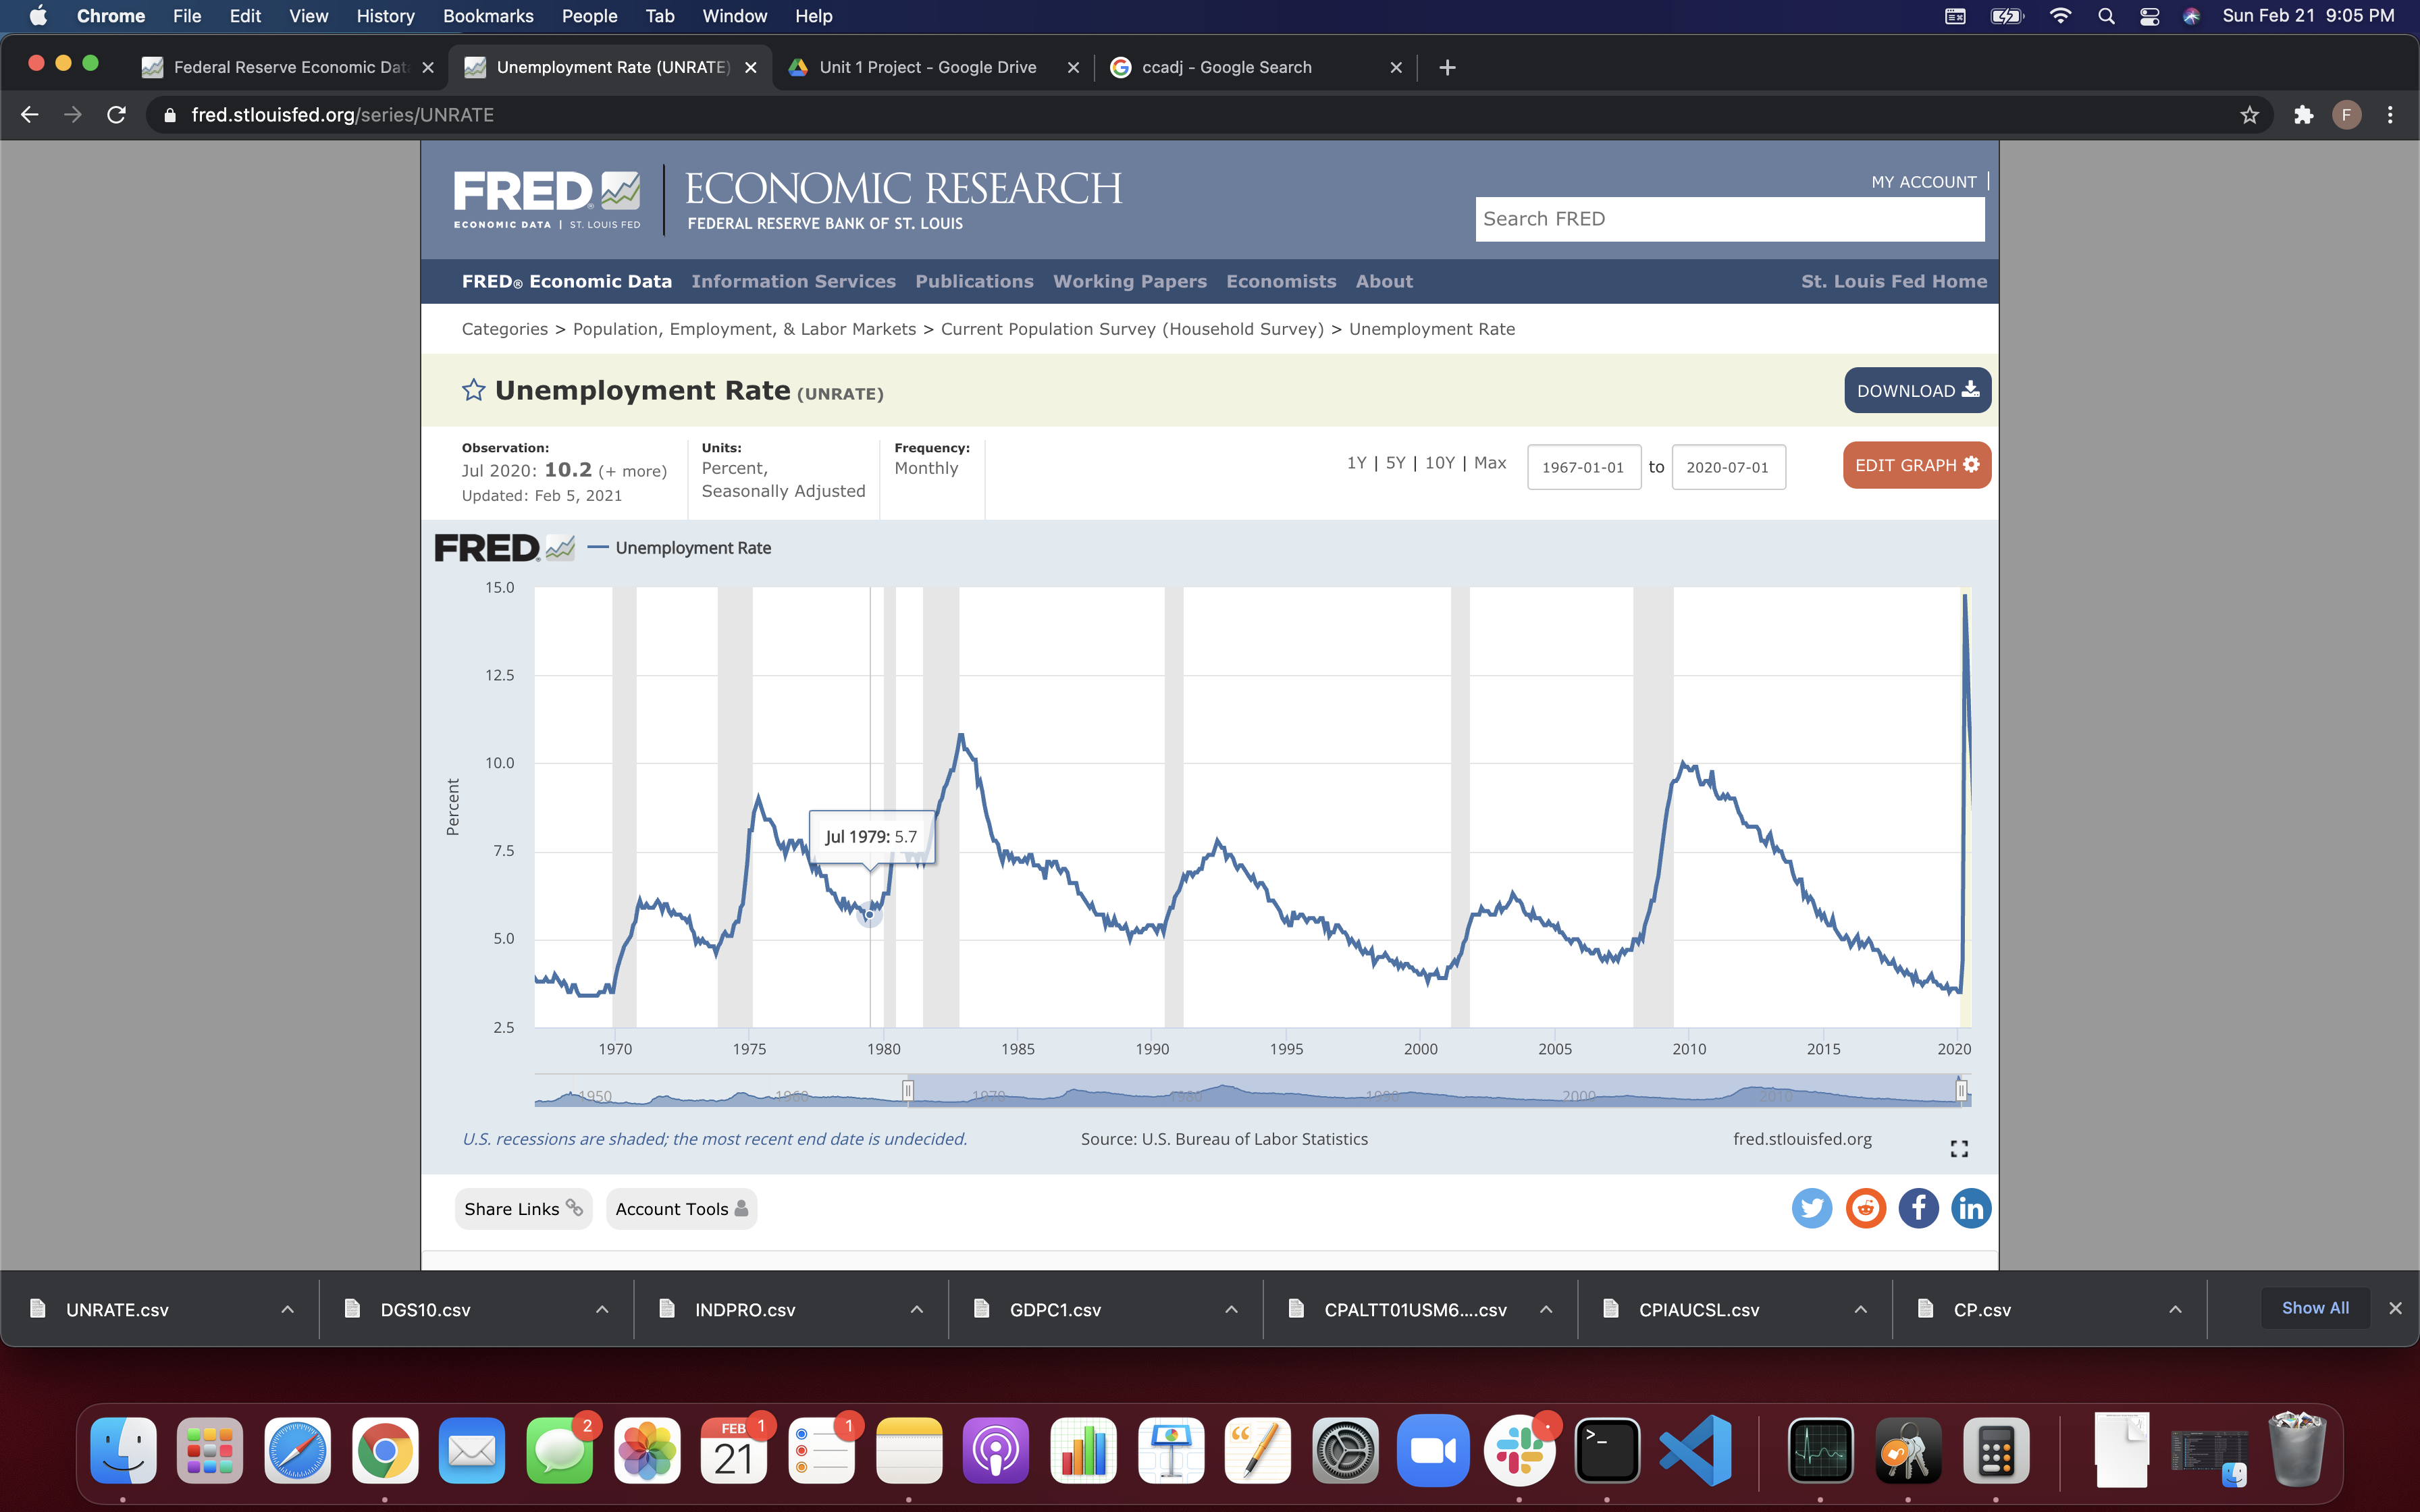 Chrome File Edit View History Bookmarks People Tab Window Help Sun Feb 21 9:05 PM
Federal Reserve Economic Dat Unemployment Rate (UNRATE) Unit 1 Project - Google Drive ccadj - Google Search
fred.stlouisfed.org/series/UNRATE F
FRED ECONOMIC RESEARCH
ECONOMIC DATA | ST. LOUIS FED FEDERAL RESERVE BANK OF ST. LOUIS
MY ACCOUNT
Search FRED
FRED® Economic Data Information Services Publications Working Papers Economists About St. Louis Fed Home
Categories > Population, Employment, & Labor Markets > Current Population Survey (Household Survey) > Unemployment Rate
Unemployment Rate (UNRATE) DOWNLOAD
Observation: Units: Frequency:
Jul 2020: 10.2 (+ more) Percent, Monthly
Updated: Feb 5, 2021 Seasonally Adjusted
1Y | 5Y | 10Y | Max 1967-01-01 to 2020-07-01 EDIT GRAPH
FRED Unemployment Rate
15.0
12.5
10.0
7.5
5.0
2.5
Percent
Jul 1979: 5.7
1970 1975 1980 1985 1990 1995 2000 2005 2010 2015 2020
1950 1960 1970 1980 1990 2000 2010
U.S. recessions are shaded; the most recent end date is undecided. Source: U.S. Bureau of Labor Statistics fred.stlouisfed.org
Share Links Account Tools
UNRATE.csv DGS10.csv INDPRO.csv GDPC1.csv CPALTT01USM6....csv CPIAUCSL.csv CP.csv Show All
2 FEB 21 1 1